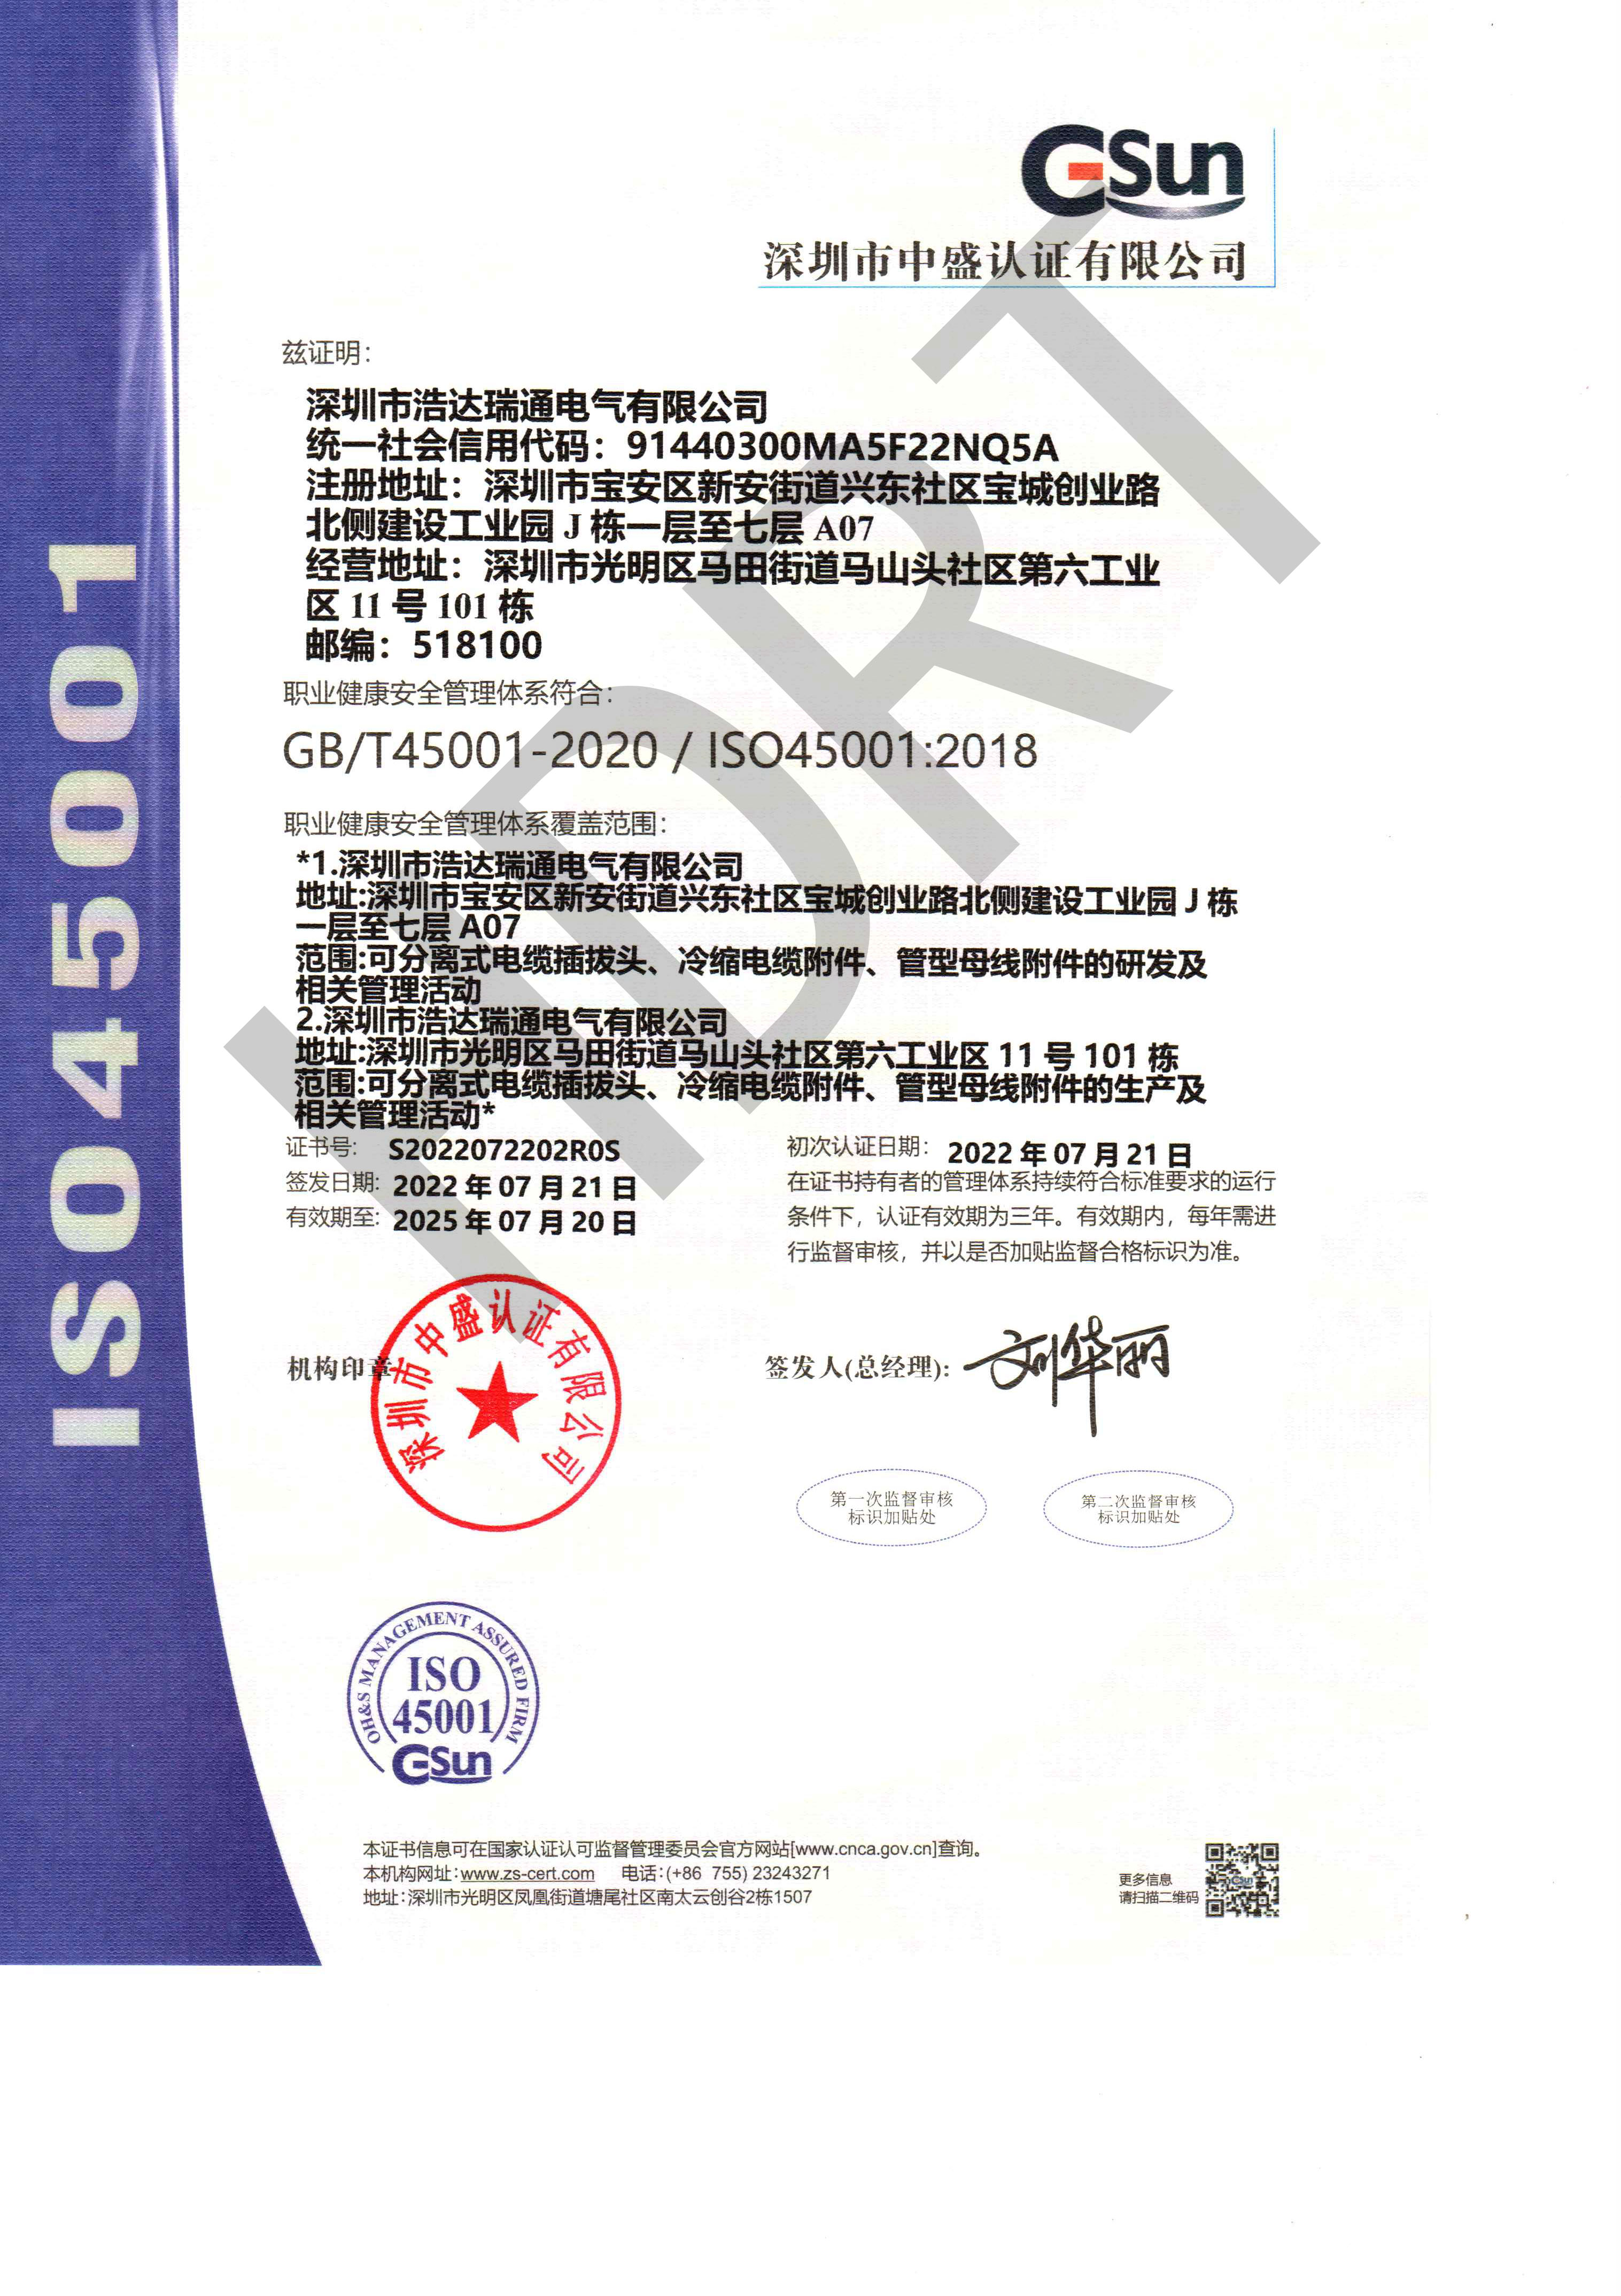 ISO45001
GSun
深圳市中盛认证有限公司
兹证明：
深圳市浩达瑞通电气有限公司
统一社会信用代码：91440300MA5F22NQ5A
注册地址：深圳市宝安区新安街道兴东社区宝城创业路
北侧建设工业园 J 栋一层至七层 A07
经营地址：深圳市光明区马田街道马山头社区第六工业
区 11 号 101 栋
邮编：518100
职业健康安全管理体系符合：
GB/T45001-2020 / ISO45001:2018
职业健康安全管理体系覆盖范围：
*1.深圳市浩达瑞通电气有限公司
地址:深圳市宝安区新安街道兴东社区宝城创业路北侧建设工业园 J 栋
一层至七层 A07
范围:可分离式电缆插拔头、冷缩电缆附件、管型母线附件的研发及
相关管理活动
2.深圳市浩达瑞通电气有限公司
地址:深圳市光明区马田街道马山头社区第六工业区 11 号 101 栋
范围:可分离式电缆插拔头、冷缩电缆附件、管型母线附件的生产及
相关管理活动*
证书号: S2022072202R0S
签发日期: 2022 年 07 月 21 日
有效期至: 2025 年 07 月 20 日
初次认证日期： 2022 年 07 月 21 日
在证书持有者的管理体系持续符合标准要求的运行
条件下，认证有效期为三年。有效期内，每年需进
行监督审核，并以是否加贴监督合格标识为准。
机构印章
深圳市中盛认证有限公司
签发人(总经理): 刘华丽
第一次监督审核
标识加贴处
第二次监督审核
标识加贴处
OH&S MANAGEMENT ASSURED FIRM
ISO
45001
GSun
本证书信息可在国家认证认可监督管理委员会官方网站[www.cnca.gov.cn]查询。
本机构网址：www.zs-cert.com 电话：(+86 755) 23243271
地址：深圳市光明区凤凰街道塘尾社区南太云创谷2栋1507
更多信息
请扫描二维码
HDRT